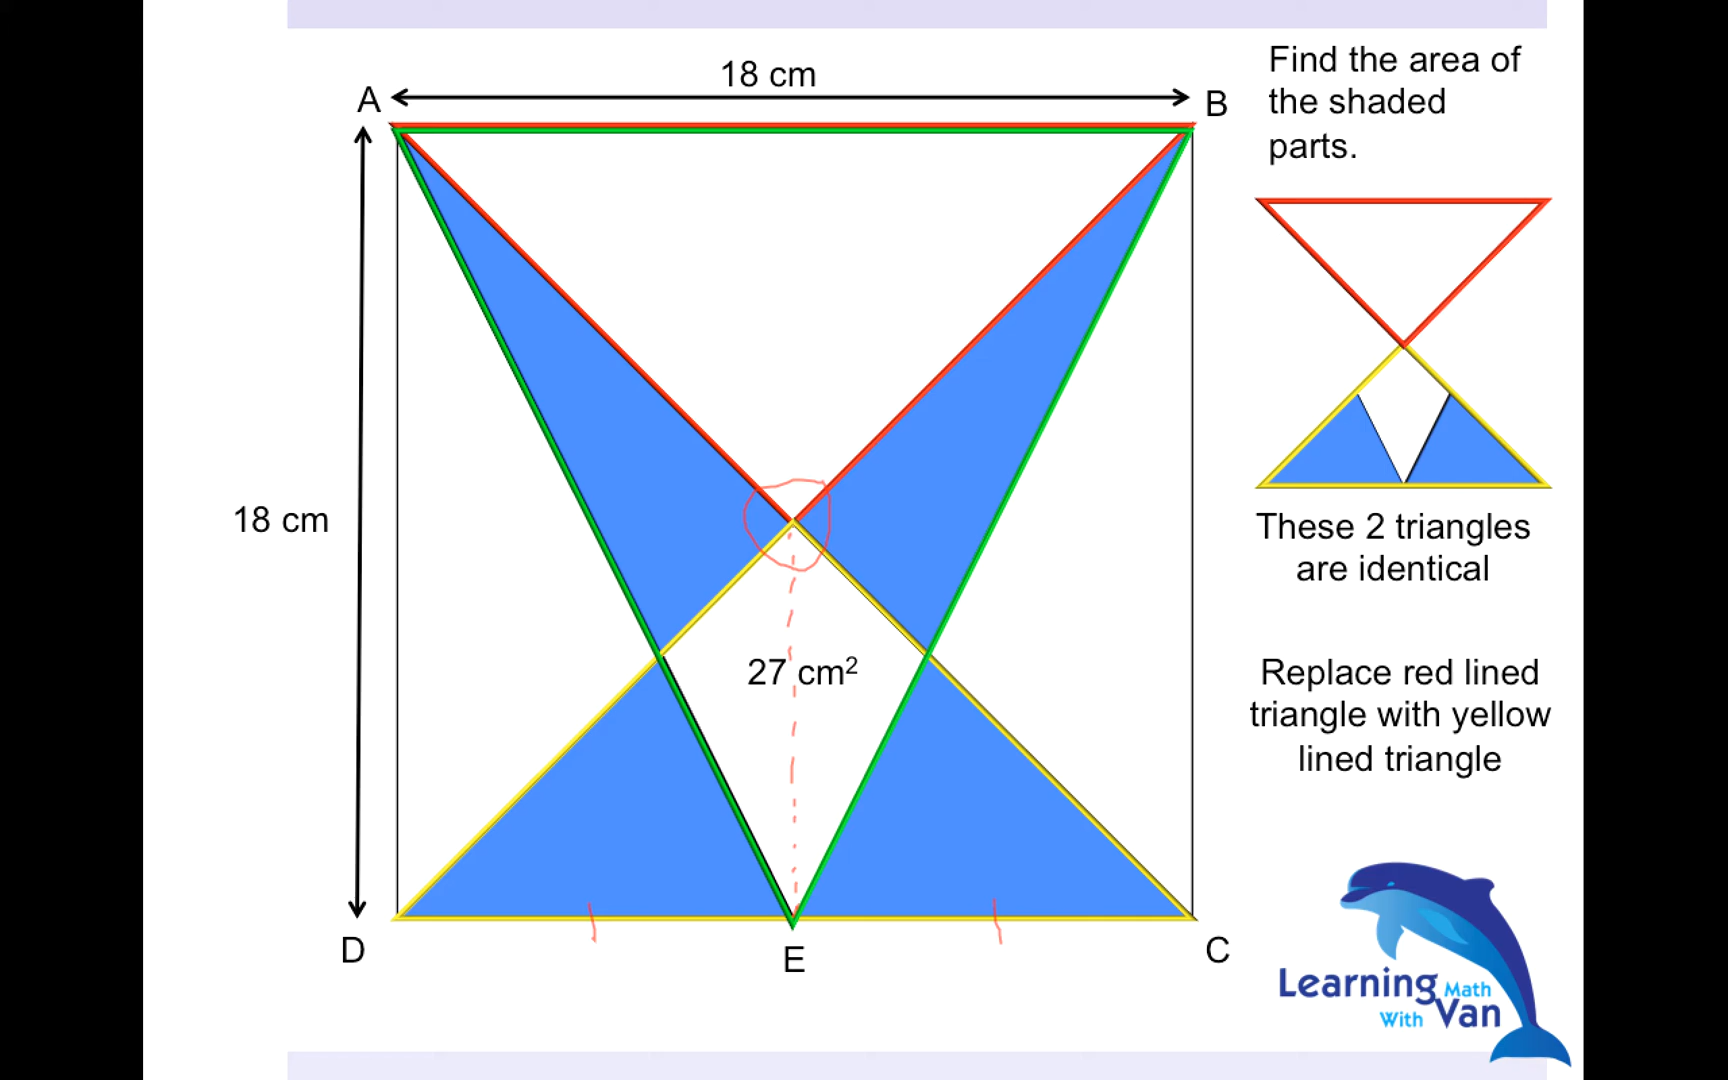 18 cm
A
B
Find the area of
the shaded
parts.
18 cm
These 2 triangles
are identical
27 cm²
Replace red lined
triangle with yellow
lined triangle
D
E
C
Learning Math
With Van